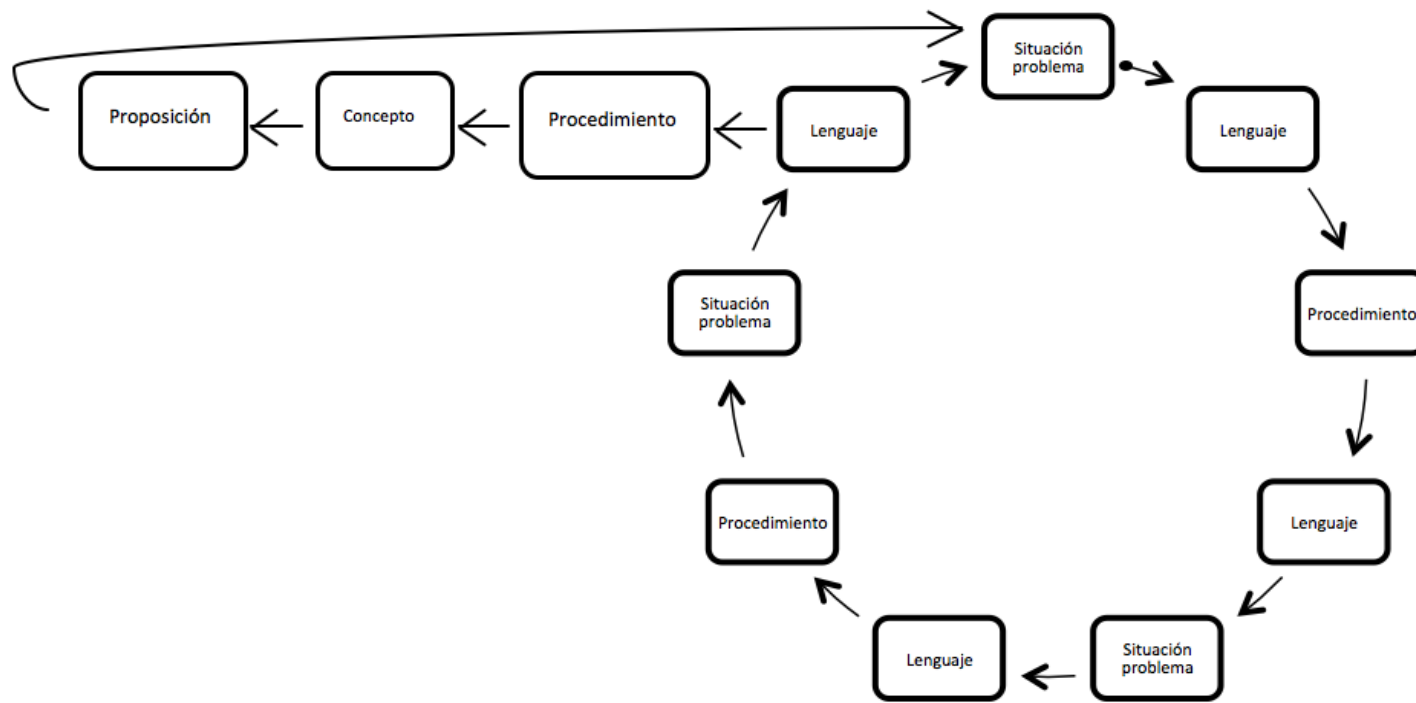 Situación
problema
Proposición
Concepto
Procedimiento
Lenguaje
Lenguaje
Situación
problema
Procedimiento
Procedimiento
Lenguaje
Lenguaje
Situación
problema